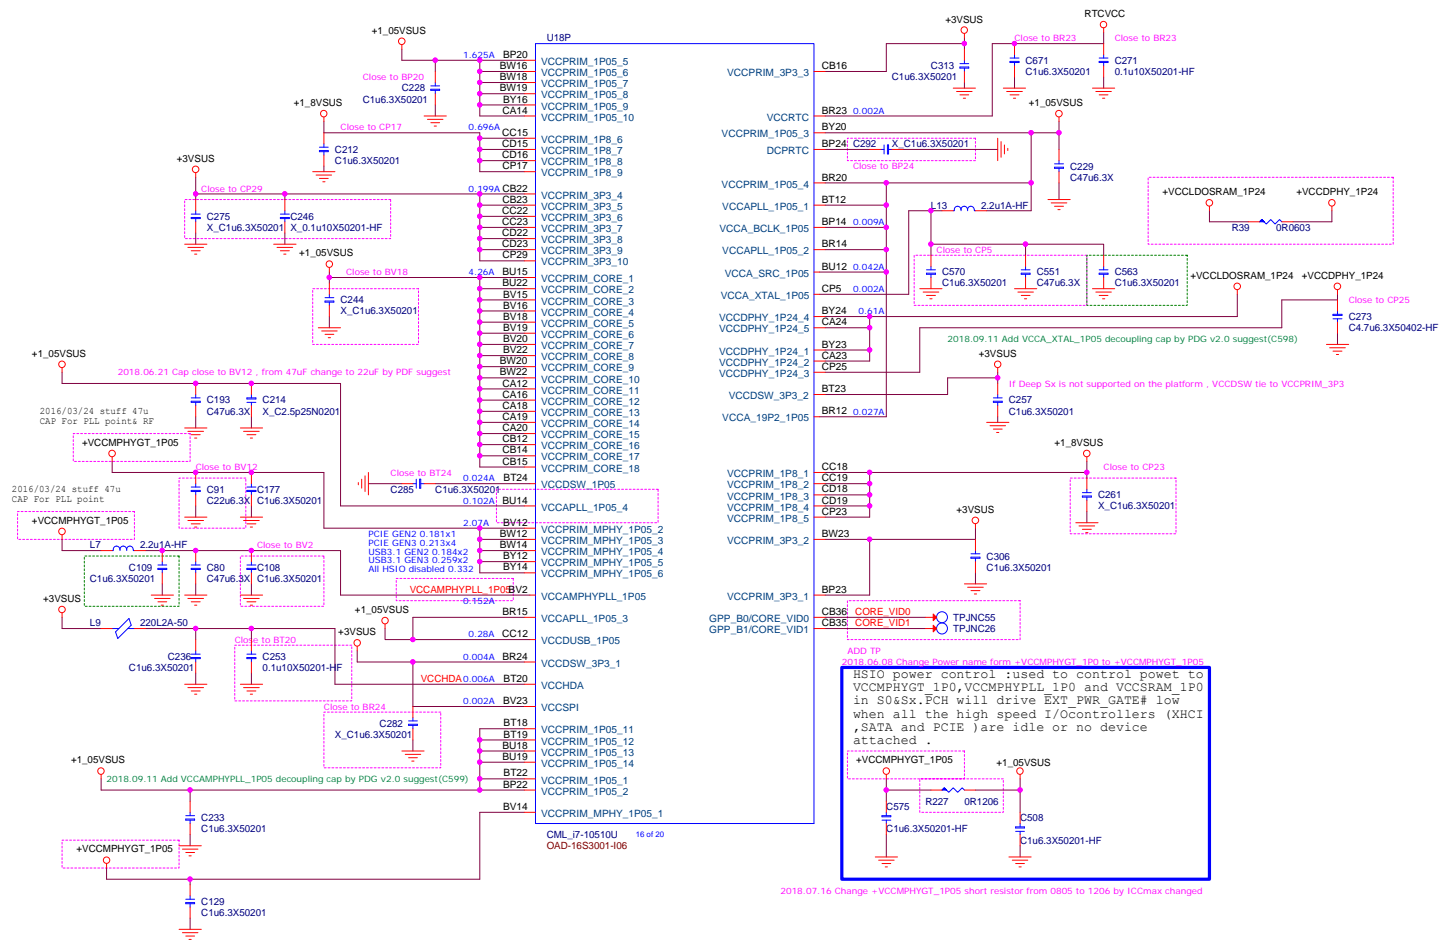 +1_05VSUS
1.625A BP20
Close to BP20
C228
C1u6.3X50201
BW16
BW18
BW19
BY16
CA14
+1_8VSUS
Close to CP17
0.696A CC15
C212
C1u6.3X50201
CD15
CD16
CP17
+3VSUS
Close to CP29
0.199A CB22
C275
X_C1u6.3X50201
C246
X_0.1u10X50201-HF
CB23
CC22
CC23
CD22
CD23
CP29
+1_05VSUS
Close to BV18
4.26A BU15
C244
X_C1u6.3X50201
BU22
BV15
BV16
BV18
BV19
BV20
BV22
BW20
BW22
CA12
CA16
CA18
CA19
CA20
CB12
CB14
CB15
+1_05VSUS
2018.06.21 Cap close to BV12 , from 47uF change to 22uF by PDF suggest
C193
C47u6.3X
C214
X_C2.5p25N0201
2016/03/24 stuff 47u
CAP For PLL point& RF
+VCCMPHYGT_1P05
Close to BV12
C91
C22u6.3X
C177
C1u6.3X50201
Close to BT24
C285
C1u6.3X50201
0.024A BT24
0.102A BU14
2016/03/24 stuff 47u
CAP For PLL point
+VCCMPHYGT_1P05
L7
2.2u1A-HF
Close to BV2
C109
C1u6.3X50201
C80
C47u6.3X
C108
C1u6.3X50201
2.07A BV12
PCIE GEN2 0.181x1
PCIE GEN3 0.213x4
USB3.1 GEN2 0.184x2
USB3.1 GEN3 0.259x2
All HSIO disabled 0.332
BW12
BW14
BY12
BY14
VCCAMPHYPLL_1P05 BV2
0.152A
+3VSUS
L9
220L2A-50
C236
C1u6.3X50201
Close to BT20
C253
0.1u10X50201-HF
+1_05VSUS
+3VSUS
BR15
0.28A CC12
0.004A BR24
VCCHDA 0.006A BT20
0.002A BV23
Close to BR24
C282
X_C1u6.3X50201
BT18
BT19
BU18
BU19
BT22
BP22
BV14
+1_05VSUS
2018.09.11 Add VCCAMPHYPLL_1P05 decoupling cap by PDG v2.0 suggest(C599)
C233
C1u6.3X50201
+VCCMPHYGT_1P05
C129
C1u6.3X50201
U18P
VCCPRIM_1P05_5
VCCPRIM_1P05_6
VCCPRIM_1P05_7
VCCPRIM_1P05_8
VCCPRIM_1P05_9
VCCPRIM_1P05_10
VCCPRIM_1P8_6
VCCPRIM_1P8_7
VCCPRIM_1P8_8
VCCPRIM_1P8_9
VCCPRIM_3P3_4
VCCPRIM_3P3_5
VCCPRIM_3P3_6
VCCPRIM_3P3_7
VCCPRIM_3P3_8
VCCPRIM_3P3_9
VCCPRIM_3P3_10
VCCPRIM_CORE_1
VCCPRIM_CORE_2
VCCPRIM_CORE_3
VCCPRIM_CORE_4
VCCPRIM_CORE_5
VCCPRIM_CORE_6
VCCPRIM_CORE_7
VCCPRIM_CORE_8
VCCPRIM_CORE_9
VCCPRIM_CORE_10
VCCPRIM_CORE_11
VCCPRIM_CORE_12
VCCPRIM_CORE_13
VCCPRIM_CORE_14
VCCPRIM_CORE_15
VCCPRIM_CORE_16
VCCPRIM_CORE_17
VCCPRIM_CORE_18
VCCDSW_1P05
VCCAPLL_1P05_4
VCCPRIM_MPHY_1P05_2
VCCPRIM_MPHY_1P05_3
VCCPRIM_MPHY_1P05_4
VCCPRIM_MPHY_1P05_5
VCCPRIM_MPHY_1P05_6
VCCAMPHYPLL_1P05
VCCAPLL_1P05_3
VCCDUSB_1P05
VCCDSW_3P3_1
VCCHDA
VCCSPI
VCCPRIM_1P05_11
VCCPRIM_1P05_12
VCCPRIM_1P05_13
VCCPRIM_1P05_14
VCCPRIM_1P05_1
VCCPRIM_1P05_2
VCCPRIM_MPHY_1P05_1
CML_i7-10510U
16 of 20
OAD-16S3001-I06
VCCPRIM_3P3_3
VCCRTC
VCCPRIM_1P05_3
DCPRTC
VCCPRIM_1P05_4
VCCAPLL_1P05_1
VCCA_BCLK_1P05
VCCAPLL_1P05_2
VCCA_SRC_1P05
VCCA_XTAL_1P05
VCCDPHY_1P24_4
VCCDPHY_1P24_5
VCCDPHY_1P24_1
VCCDPHY_1P24_2
VCCDPHY_1P24_3
VCCDSW_3P3_2
VCCA_19P2_1P05
VCCPRIM_1P8_1
VCCPRIM_1P8_2
VCCPRIM_1P8_3
VCCPRIM_1P8_4
VCCPRIM_1P8_5
VCCPRIM_3P3_2
VCCPRIM_3P3_1
GPP_B0/CORE_VID0
GPP_B1/CORE_VID1
+3VSUS
RTCVCC
CB16
C313
C1u6.3X50201
Close to BR23
C671
C1u6.3X50201
Close to BR23
C271
0.1u10X50201-HF
BR23 0.002A
+1_05VSUS
BY20
BP24
C292
X_C1u6.3X50201
Close to BP24
C229
C47u6.3X
BR20
BT12
L13
2.2u1A-HF
BP14 0.009A
BR14
BU12 0.042A
CP5 0.002A
Close to CP5
C570
C1u6.3X50201
C551
C47u6.3X
C563
C1u6.3X50201
+VCCLDOSRAM_1P24
+VCCDPHY_1P24
R39
0R0603
+VCCLDOSRAM_1P24
+VCCDPHY_1P24
Close to CP25
C273
C4.7u6.3X50402-HF
BY24 0.61A
CA24
BY23
CA23
CP25
2018.09.11 Add VCCA_XTAL_1P05 decoupling cap by PDG v2.0 suggest(C598)
+3VSUS
BT23
If Deep Sx is not supported on the platform , VCCDSW tie to VCCPRIM_3P3
C257
C1u6.3X50201
BR12 0.027A
+1_8VSUS
CC18
Close to CP23
CC19
CD18
CD19
CP23
C261
X_C1u6.3X50201
+3VSUS
BW23
C306
C1u6.3X50201
BP23
CB36 CORE_VID0
TPJNC55
CB35 CORE_VID1
TPJNC26
ADD TP
2018.06.08 Change Power name form +VCCMPHYGT_1P0 to +VCCMPHYGT_1P05
HSIO power control :used to control powet to
VCCMPHYGT_1P0,VCCMPHYPLL_1P0 and VCCSRAM_1P0
in S0&Sx.PCH will drive EXT_PWR_GATE# low
when all the high speed I/Ocontrollers (XHCI
,SATA and PCIE )are idle or no device
attached .
+VCCMPHYGT_1P05
+1_05VSUS
R227
0R1206
C575
C1u6.3X50201-HF
C508
C1u6.3X50201-HF
2018.07.16 Change +VCCMPHYGT_1P05 short resistor from 0805 to 1206 by ICCmax changed